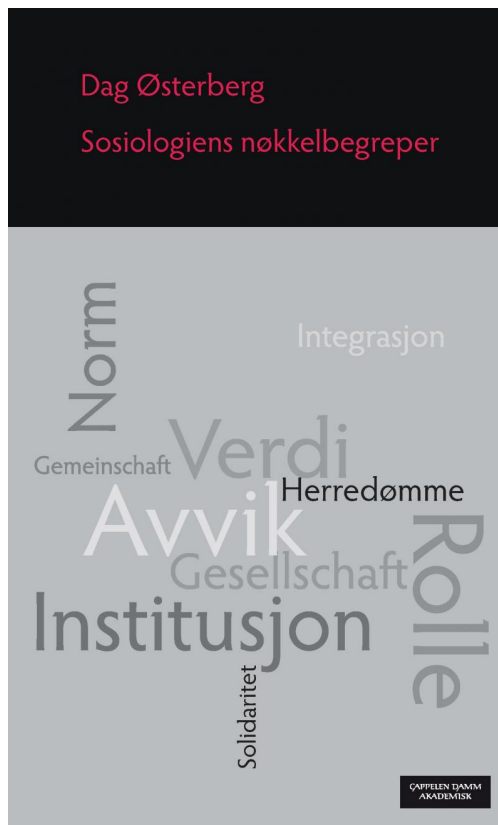 Dag Østerberg
Sosiologiens nøkkelbegreper
Norm
Integrasjon
Verdi
Gemeinschaft
Herredømme
Avvik
Rolle
Gesellschaft
Institusjon
Solidaritet
CAPPELEN DAMM
AKADEMISK